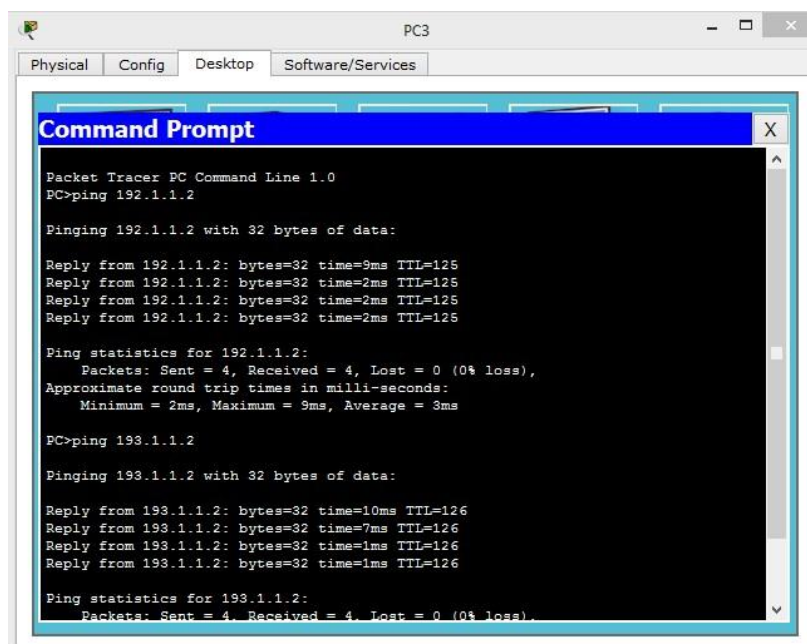 PC3
Physical Config Desktop Software/Services
Command Prompt
X
Packet Tracer PC Command Line 1.0
PC>ping 192.1.1.2
Pinging 192.1.1.2 with 32 bytes of data:
Reply from 192.1.1.2: bytes=32 time=9ms TTL=125
Reply from 192.1.1.2: bytes=32 time=2ms TTL=125
Reply from 192.1.1.2: bytes=32 time=2ms TTL=125
Reply from 192.1.1.2: bytes=32 time=2ms TTL=125
Ping statistics for 192.1.1.2:
Packets: Sent = 4, Received = 4, Lost = 0 (0% loss),
Approximate round trip times in milli-seconds:
Minimum = 2ms, Maximum = 9ms, Average = 3ms
PC>ping 193.1.1.2
Pinging 193.1.1.2 with 32 bytes of data:
Reply from 193.1.1.2: bytes=32 time=10ms TTL=126
Reply from 193.1.1.2: bytes=32 time=7ms TTL=126
Reply from 193.1.1.2: bytes=32 time=1ms TTL=126
Reply from 193.1.1.2: bytes=32 time=1ms TTL=126
Ping statistics for 193.1.1.2:
Packets: Sent = 4, Received = 4, Lost = 0 (0% loss),